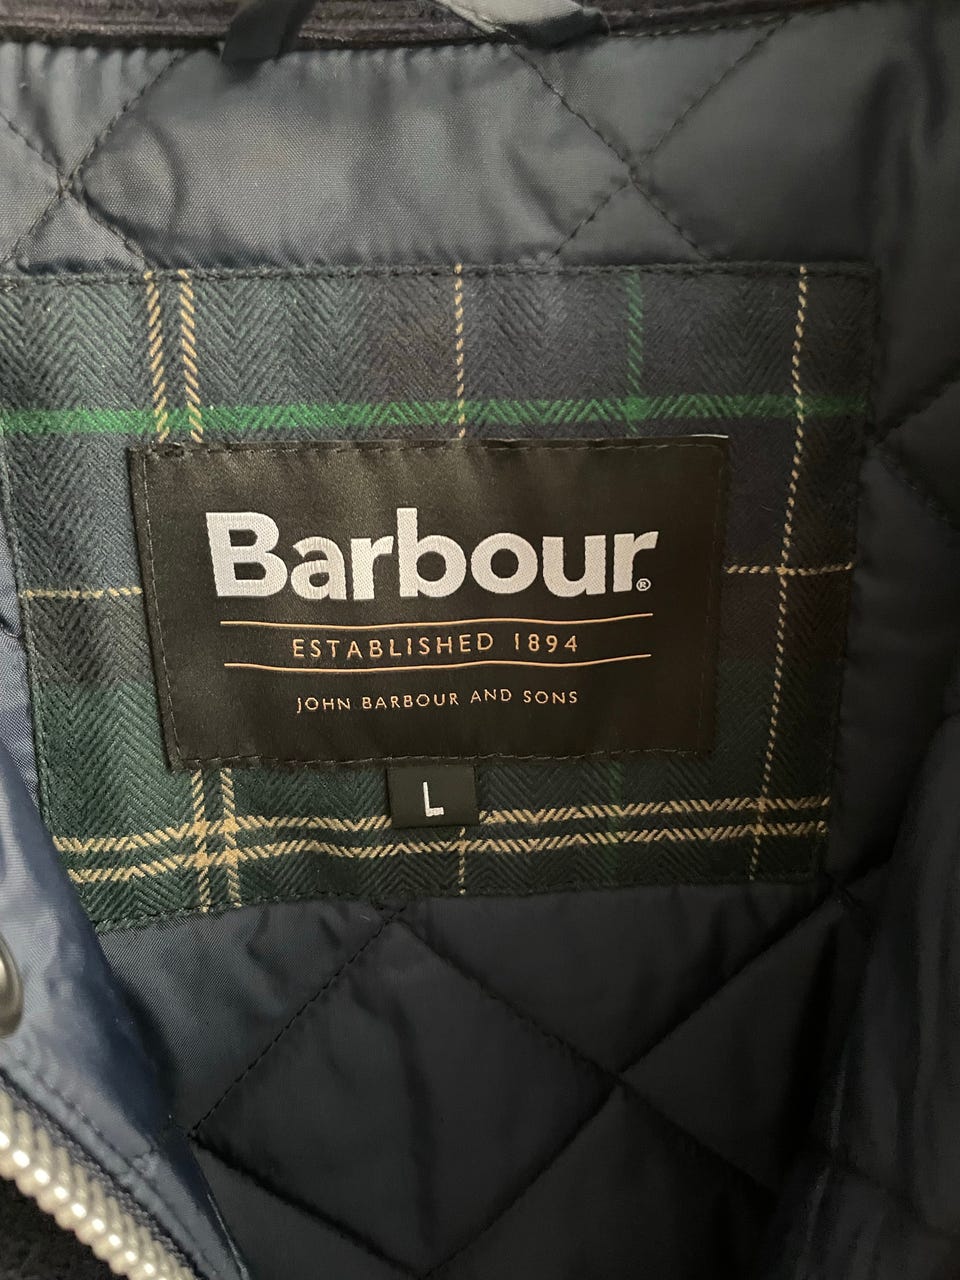 Barbour®
ESTABLISHED 1894
JOHN BARBOUR AND SONS
L